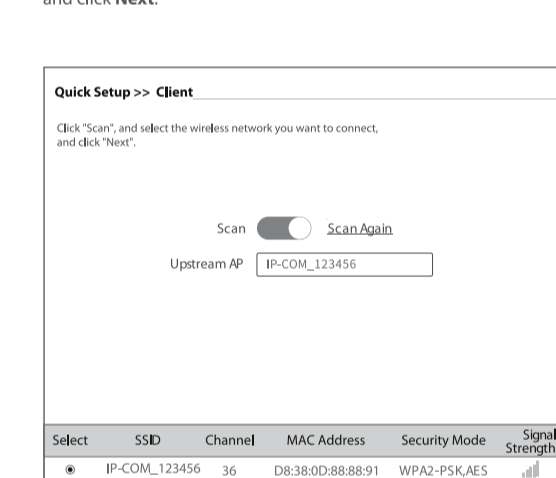 and click Next.
Quick Setup >> Client
Click "Scan", and select the wireless network you want to connect,
and click "Next".
Scan Scan Again
Upstream AP IP-COM_123456
Select SSID Channel MAC Address Security Mode Signal Strength
IP-COM_123456 36 D8:38:0D:88:88:91 WPA2-PSK,AES